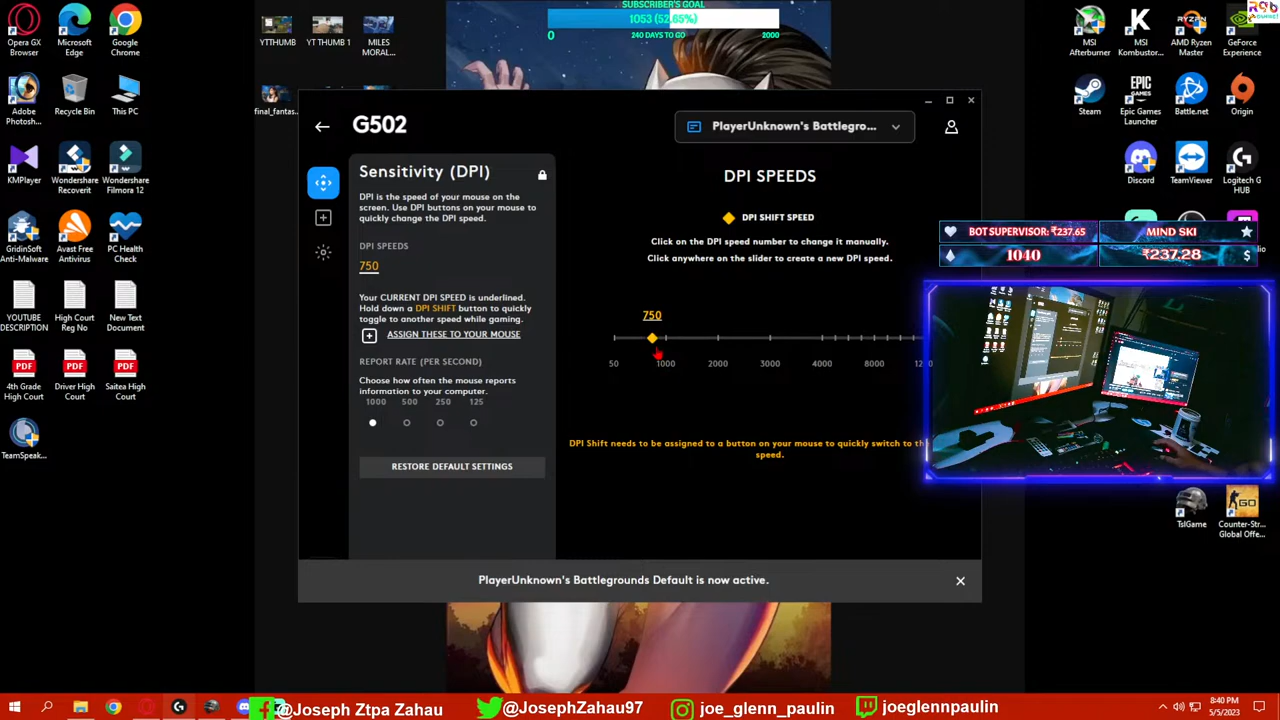 SUBSCRIBER'S GOAL
1053 (52.65%)
0
240 DAYS TO GO
2000
Opera GX
Browser
Microsoft
Edge
Google
Chrome
YTTHUMB
YT THUMB 1
MILES
MORAL...
MSI
Afterburner
MSI
Kombustor...
AMD Ryzen
Master
GeForce
Experience
Adobe
Photosh...
Recycle Bin
This PC
final_fantas...
Steam
Epic Games
Launcher
Battle.net
Origin
KMPlayer
Wondershare
Recoverit
Wondershare
Filmora 12
Discord
TeamViewer
Logitech G
HUB
GridinSoft
Anti-Malware
Avast Free
Antivirus
PC Health
Check
YOUTUBE
DESCRIPTION
High Court
Reg No
New Text
Document
PDF
PDF
PDF
4th Grade
High Court
Driver High
Court
Saitea High
Court
TeamSpeak...
G502
PlayerUnknown's Battlegro...
Sensitivity (DPI)
DPI is the speed of your mouse on the
screen. Use DPI buttons on your mouse to
quickly change the DPI speed.
DPI SPEEDS
750
Your CURRENT DPI SPEED is underlined.
Hold down a DPI SHIFT button to quickly
toggle to another speed while gaming.
ASSIGN THESE TO YOUR MOUSE
REPORT RATE (PER SECOND)
Choose how often the mouse reports
information to your computer.
1000 500 250 125
RESTORE DEFAULT SETTINGS
DPI SPEEDS
DPI SHIFT SPEED
Click on the DPI speed number to change it manually.
Click anywhere on the slider to create a new DPI speed.
750
50 1000 2000 3000 4000 8000
DPI Shift needs to be assigned to a button on your mouse to quickly switch to th
speed.
PlayerUnknown's Battlegrounds Default is now active.
BOT SUPERVISOR: ₹237.65
MIND SKI
1040
₹237.28
$
TslGame
GO
Counter-Str...
Global Offe...
@Joseph Ztpa Zahau
@JosephZahau97
joe_glenn_paulin
joeglennpaulin
8:40 PM
5/5/2023